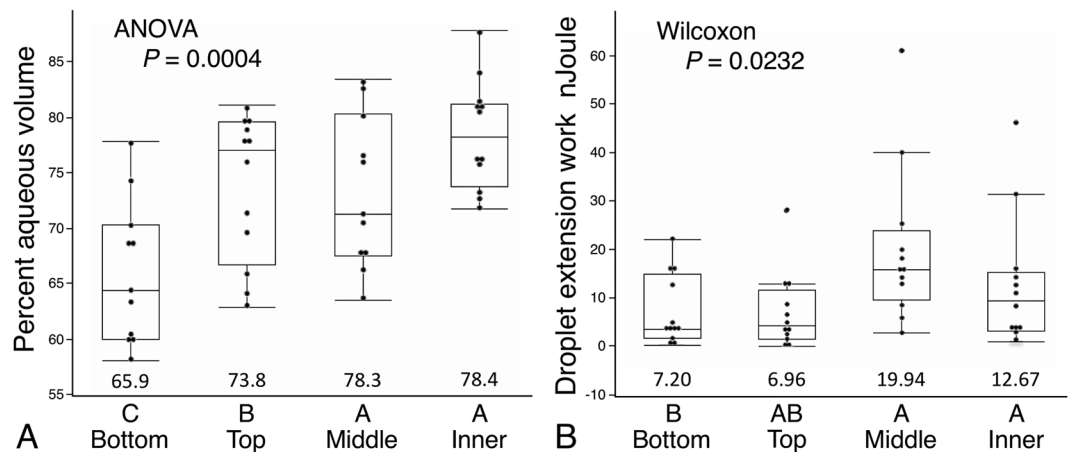 ANOVA
P = 0.0004
Percent aqueous volume
85
80
75
70
65
60
55
65.9 73.8 78.3 78.4
C B A A
Bottom Top Middle Inner
A
Wilcoxon
P = 0.0232
Droplet extension work nJoule
60
50
40
30
20
10
0
-10
7.20 6.96 19.94 12.67
B AB A A
Bottom Top Middle Inner
B